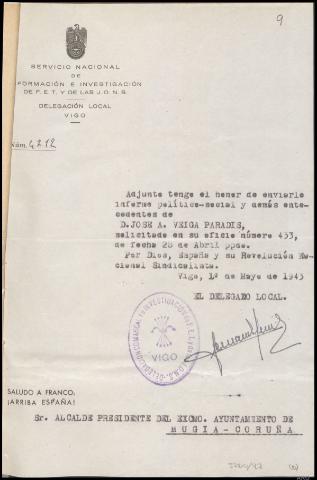 9
SERVICIO NACIONAL
DE
FORMACIÓN E INVESTIGACIÓN
DE F. E. T. Y DE LAS J. O. N. S.
DELEGACIÓN LOCAL
VIGO
Núm. 4212
Adjunto tengo el honor de enviarle
informe político-social y demás ante-
cedentes de
D. JOSE A. VEIGA PARADIS,
solicitado en su oficio número 433,
de fecha 28 de Abril ppdo.
Por Dios, España y su Revolución Na-
cional Sindicalista.
Vigo, 1º de Mayo de 1943
EL DELEGADO LOCAL.
VIGO
SALUDO A FRANCO:
¡ARRIBA ESPAÑA!
Sr. ALCALDE PRESIDENTE DEL EXCMO. AYUNTAMIENTO DE
MUGIA-CORUÑA